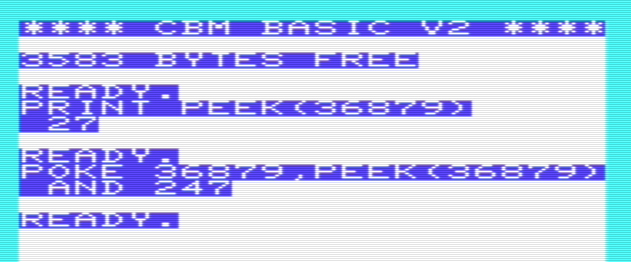 **** CBM BASIC V2 ****
3583 BYTES FREE
READY.
PRINT PEEK(36879)
27
READY.
POKE 36879,PEEK(36879)
AND 247
READY.